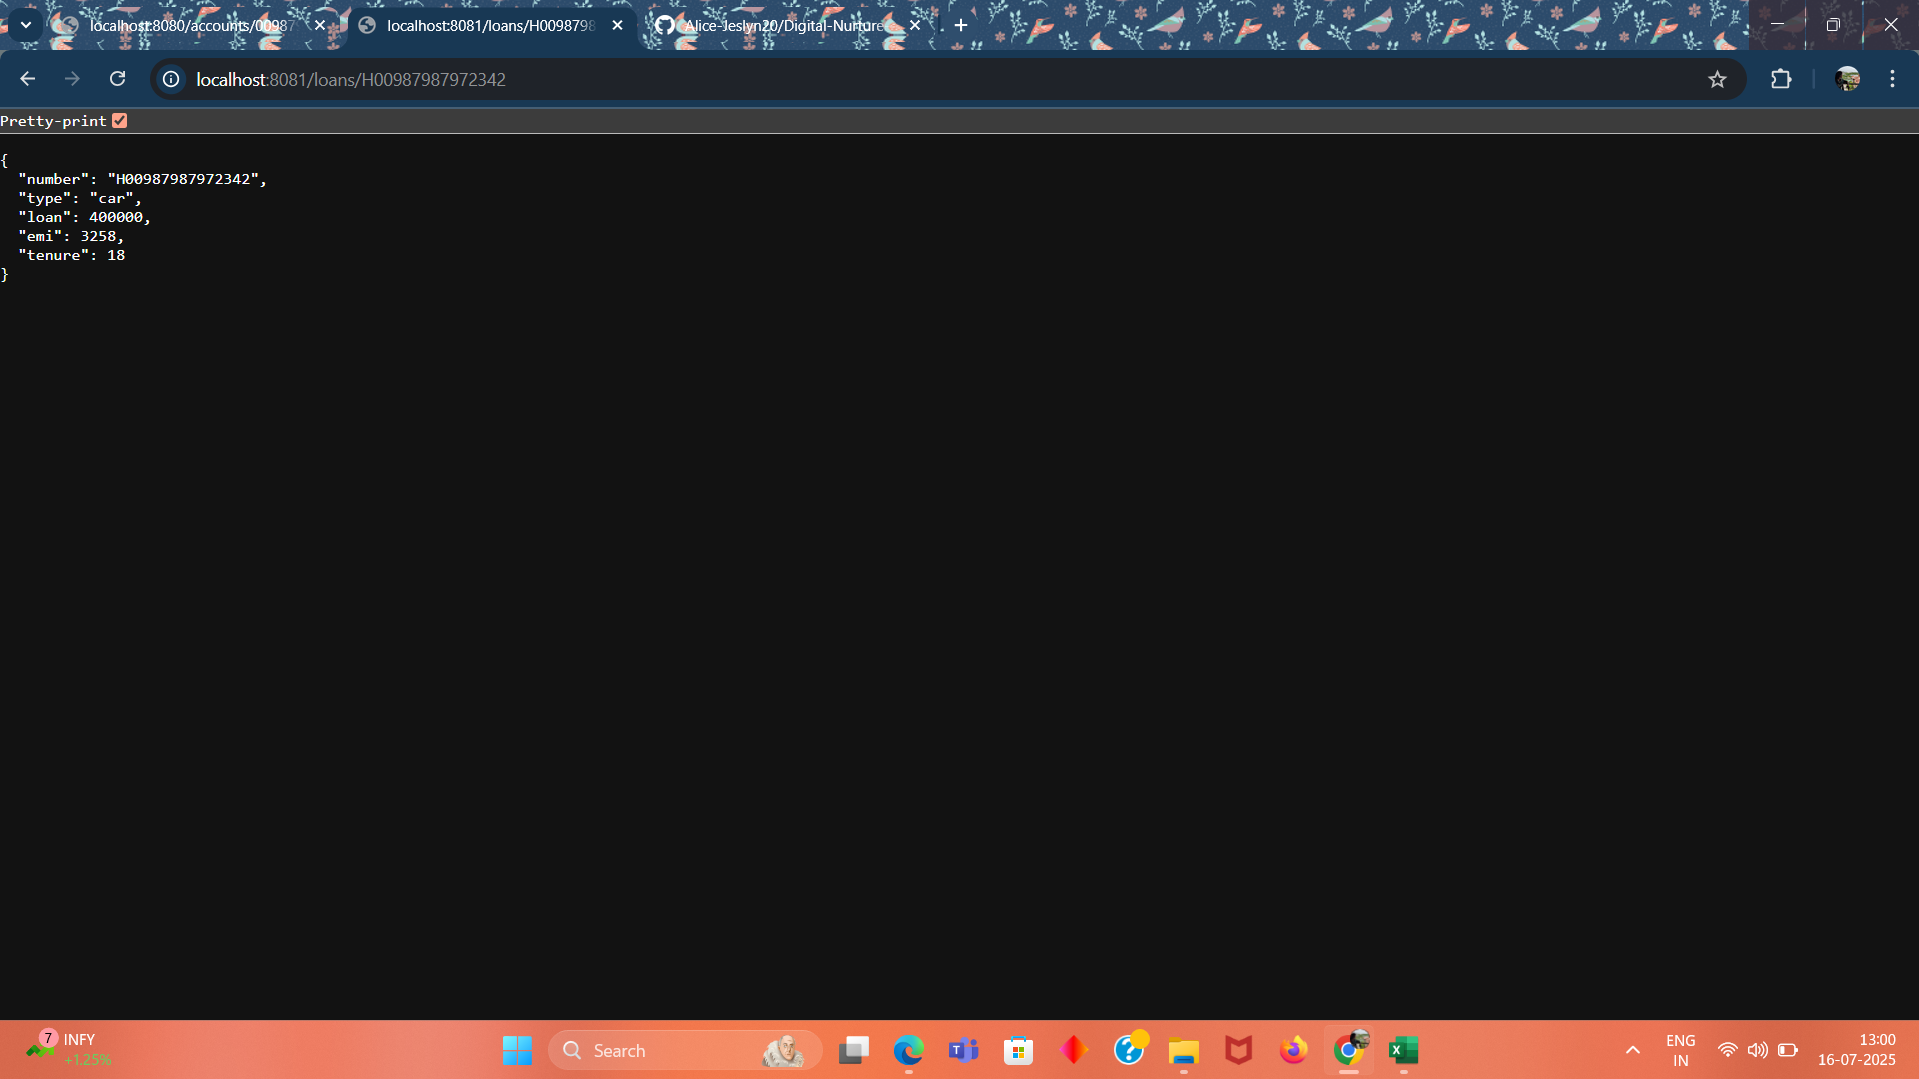 localhost:8080/accounts/0098
localhost:8081/loans/H0098798
Alice-Jeslyn20/Digital-Nurture
localhost:8081/loans/H00987987972342
Pretty-print
{
"number": "H00987987972342",
"type": "car",
"loan": 400000,
"emi": 3258,
"tenure": 18
}
7
INFY
+1.25%
Search
ENG
IN
13:00
16-07-2025